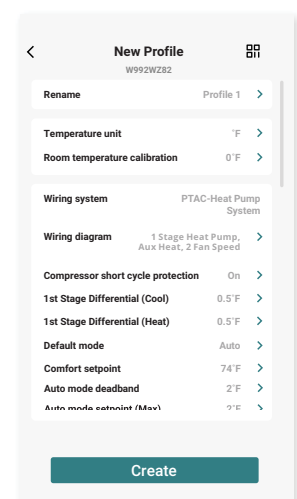 New Profile
W992WZ82
Rename Profile 1
Temperature unit °F
Room temperature calibration 0°F
Wiring system PTAC-Heat Pump
System
Wiring diagram 1 Stage Heat Pump,
Aux Heat, 2 Fan Speed
Compressor short cycle protection On
1st Stage Differential (Cool) 0.5°F
1st Stage Differential (Heat) 0.5°F
Default mode Auto
Comfort setpoint 74°F
Auto mode deadband 2°F
Auto mode setpoint (Max) 2°F
Create